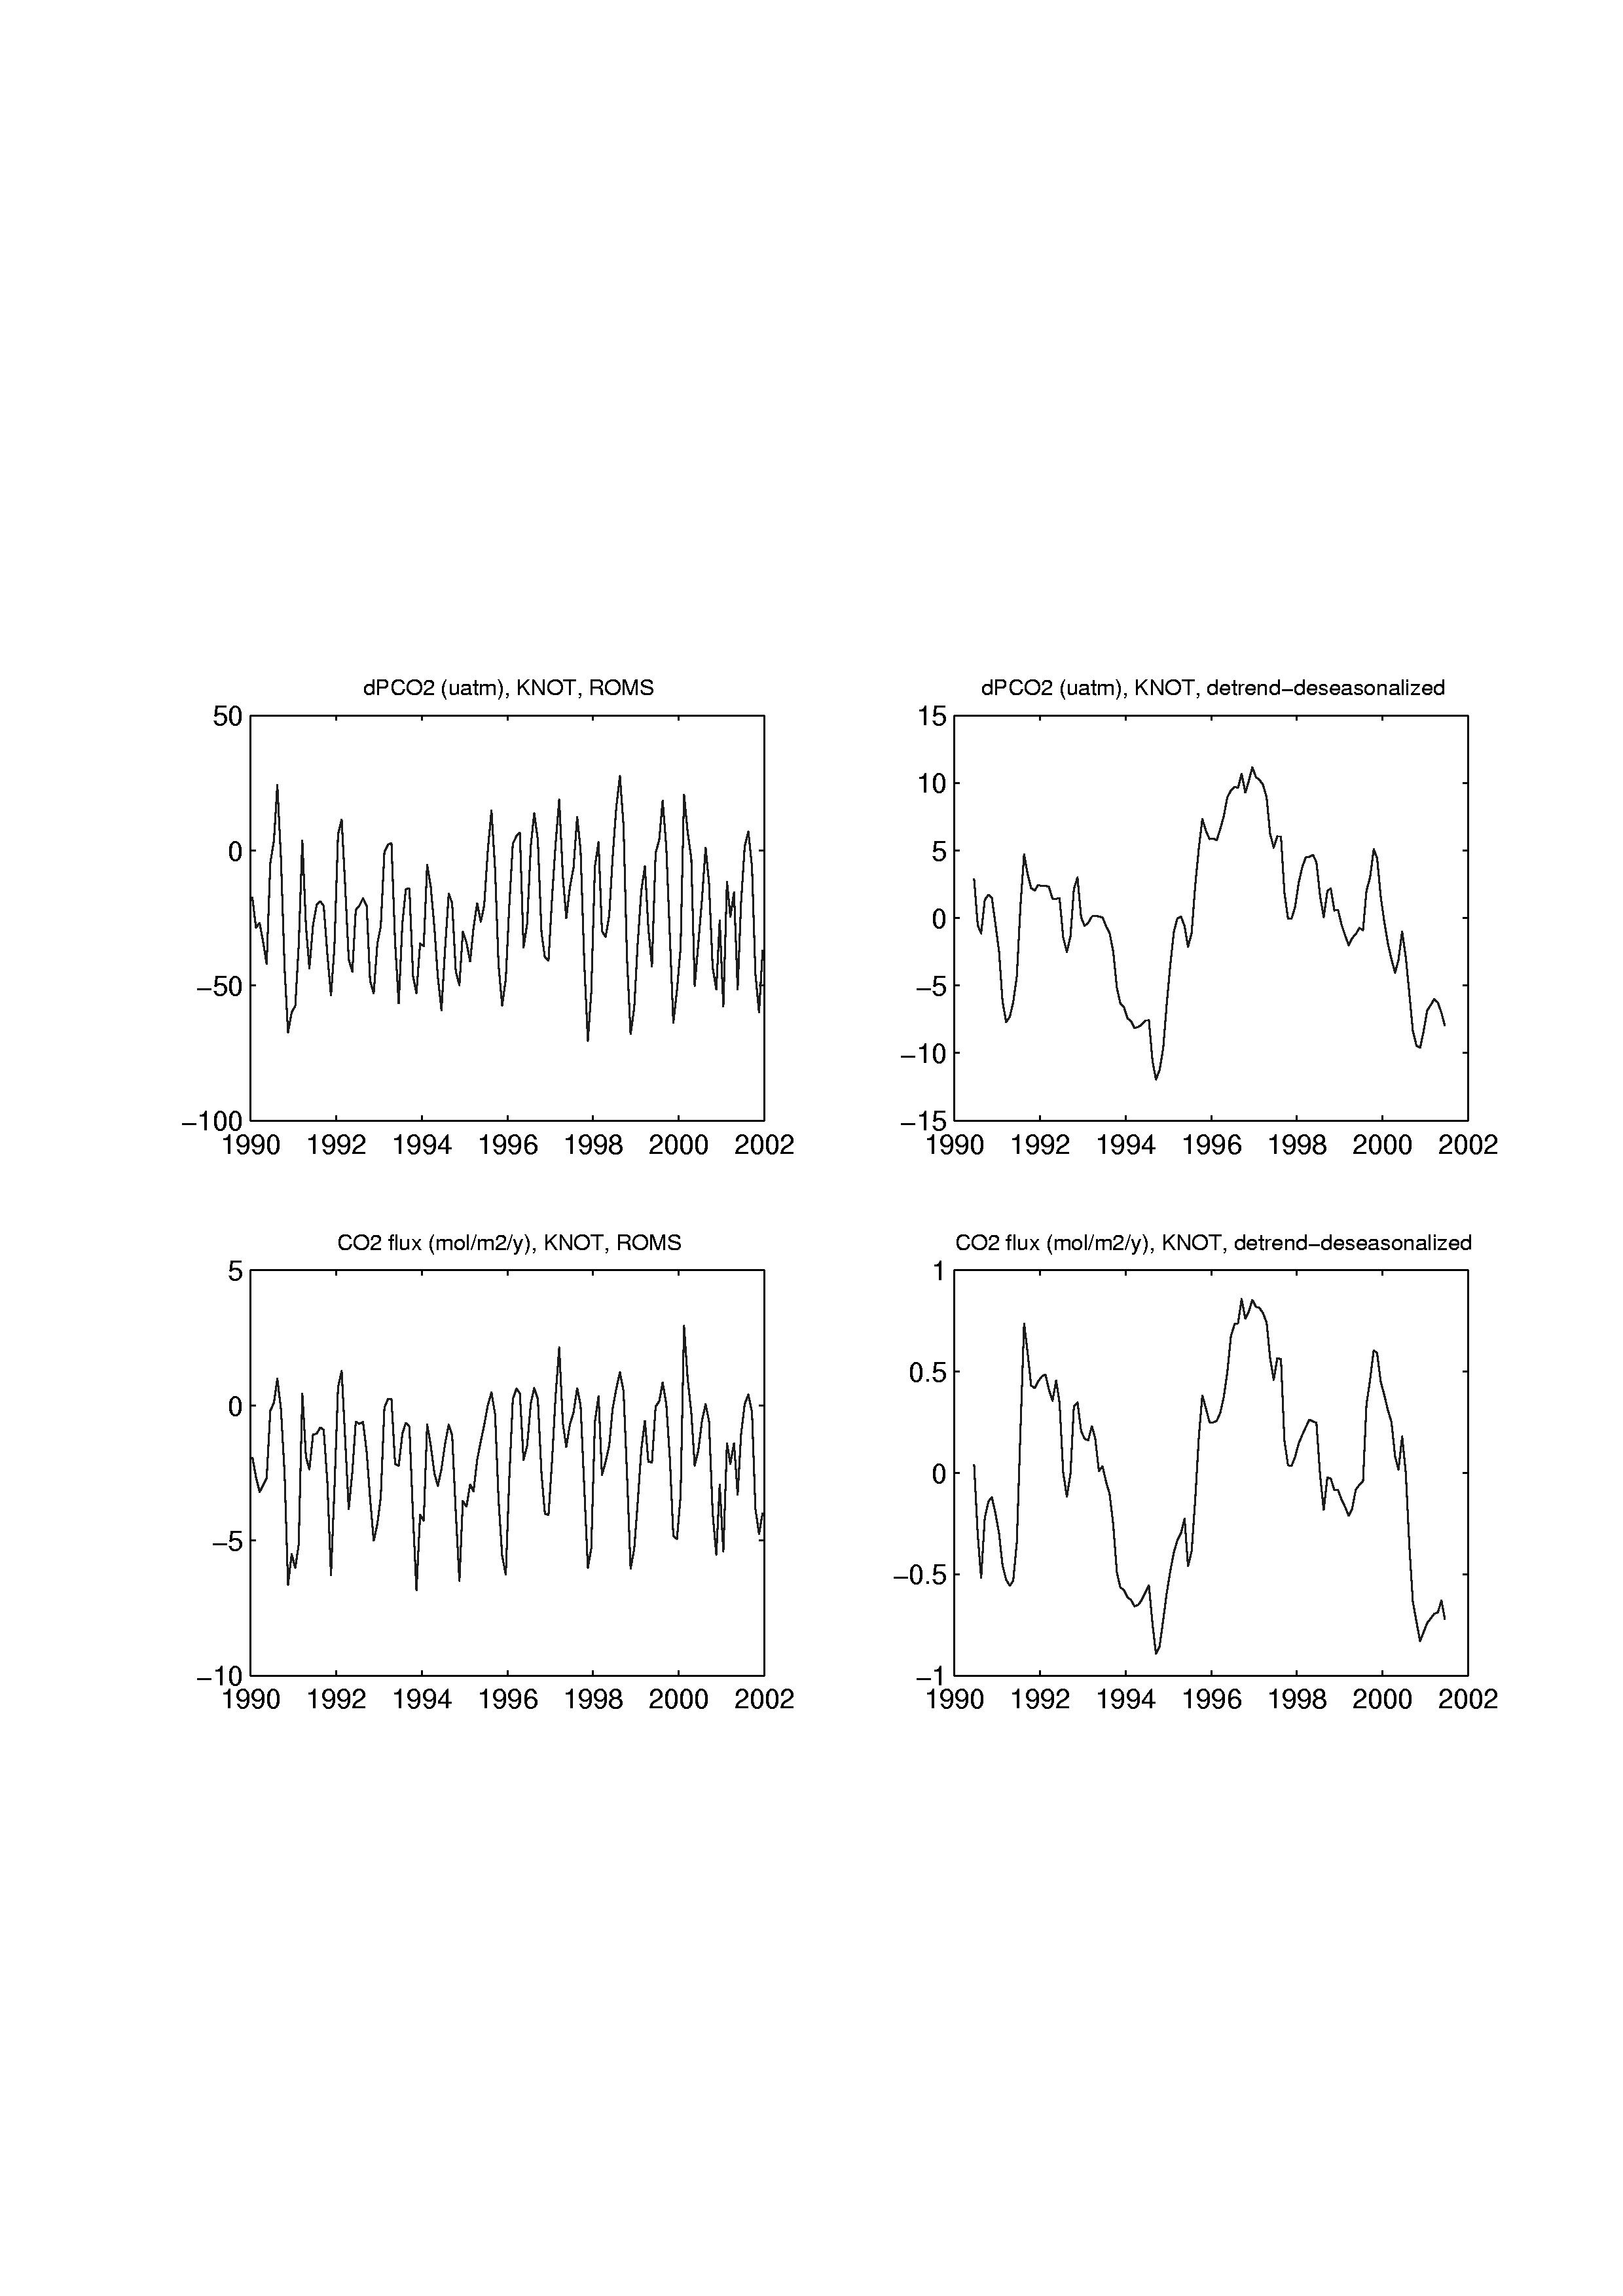 dPCO2 (uatm), KNOT, ROMS
50
0
−50
−100
1990 1992 1994 1996 1998 2000 2002
dPCO2 (uatm), KNOT, detrend−deseasonalized
15
10
5
0
−5
−10
−15
1990 1992 1994 1996 1998 2000 2002
CO2 flux (mol/m2/y), KNOT, ROMS
5
0
−5
−10
1990 1992 1994 1996 1998 2000 2002
CO2 flux (mol/m2/y), KNOT, detrend−deseasonalized
1
0.5
0
−0.5
−1
1990 1992 1994 1996 1998 2000 2002